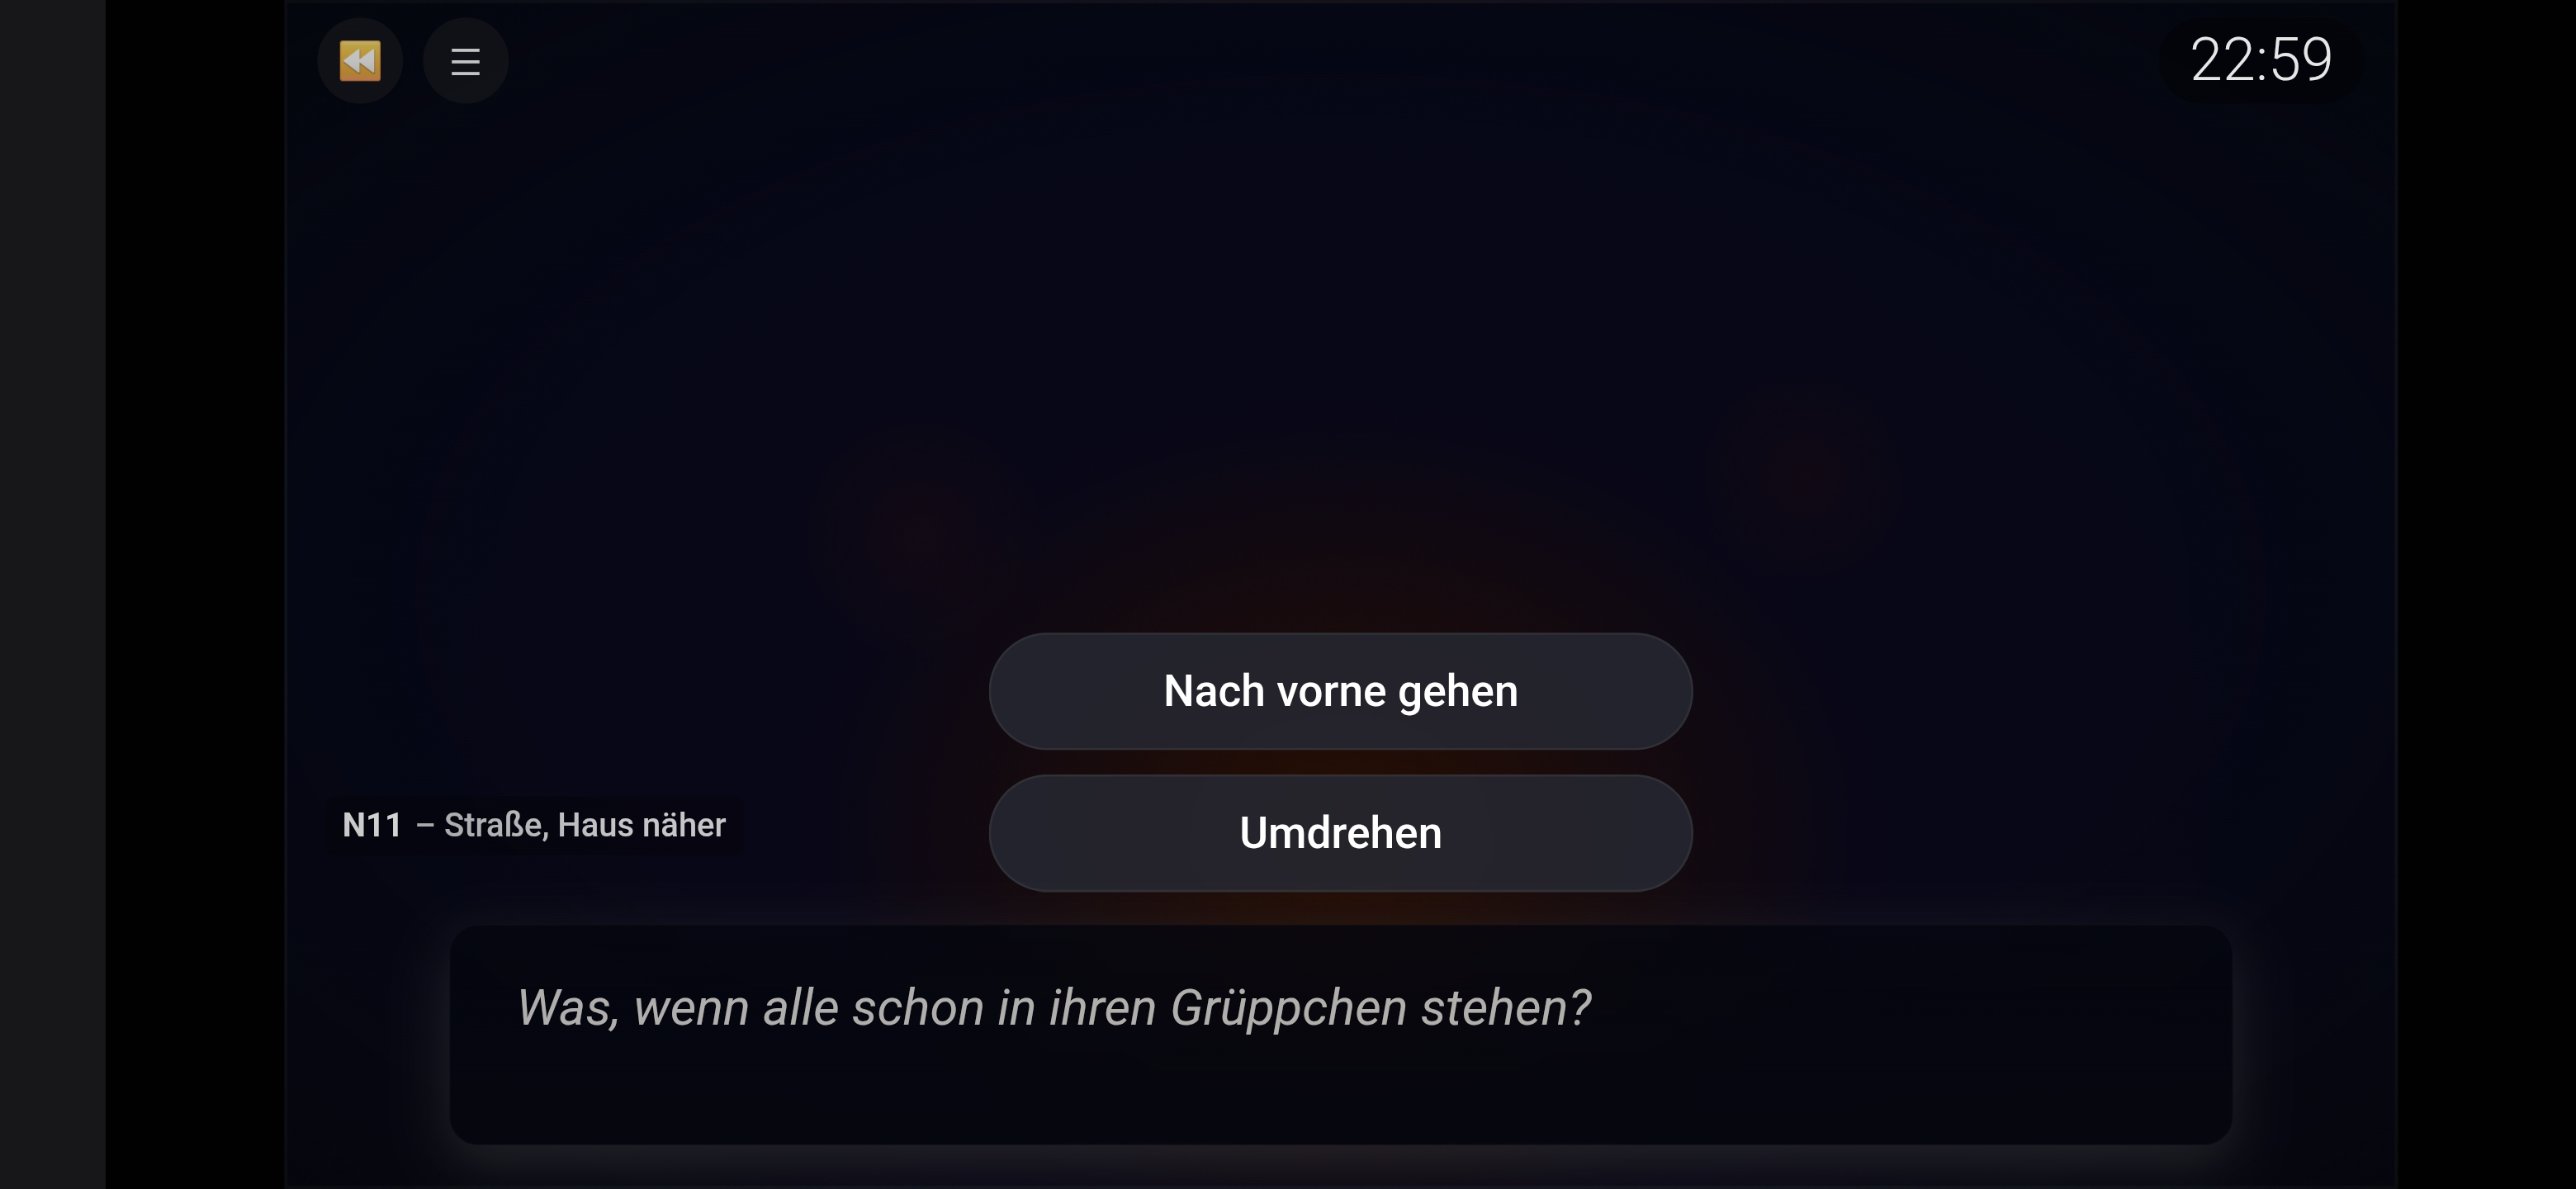 22:59
Nach vorne gehen
Umdrehen
N11 – Straße, Haus näher
Was, wenn alle schon in ihren Grüppchen stehen?